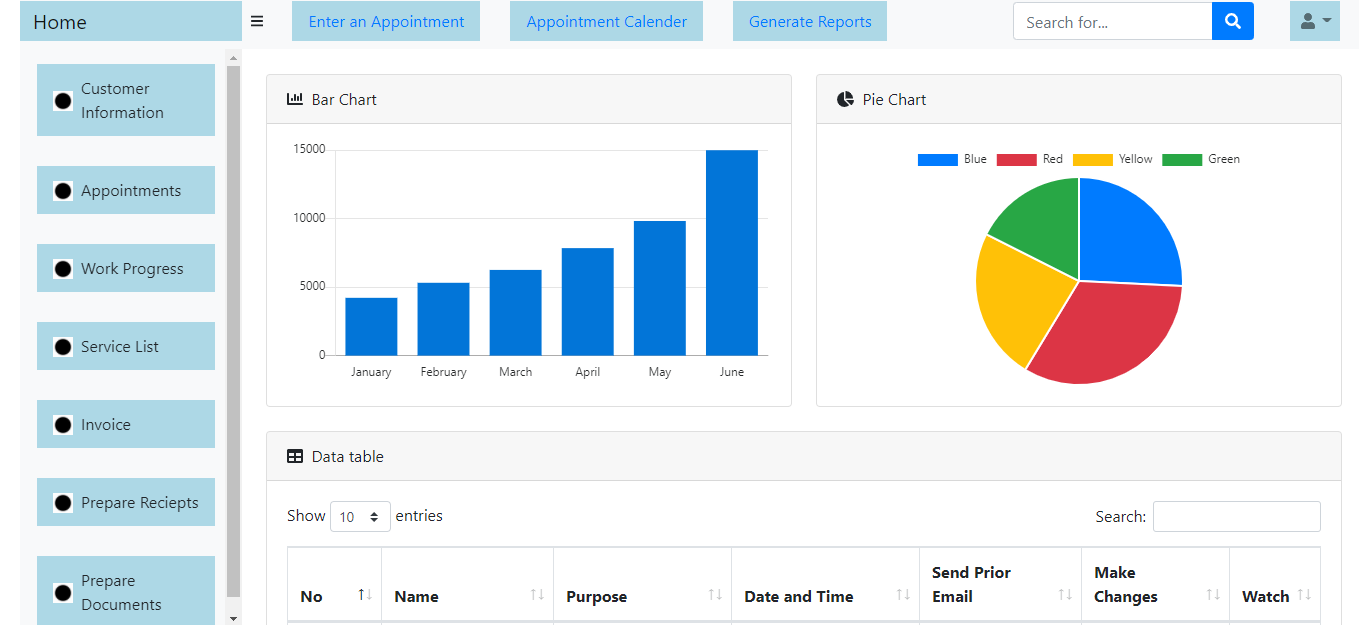 Home
Enter an Appointment
Appointment Calender
Generate Reports
Search for...
Customer
Information
Appointments
Work Progress
Service List
Invoice
Prepare Reciepts
Prepare
Documents
Bar Chart
15000
10000
5000
0
January February March April May June
Pie Chart
Blue Red Yellow Green
Data table
Show 10 entries
Search:
No
Name
Purpose
Date and Time
Send Prior
Email
Make
Changes
Watch